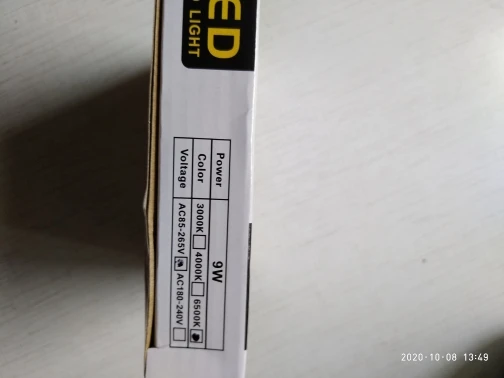 ED
LIGHT
Power 9W
Color 3000K 4000K 6500K
Voltage AC85-265V AC180-240V
2020-10-08 13:49